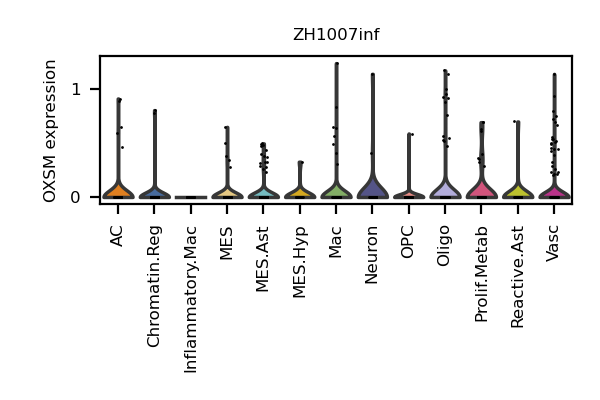 ZH1007inf
OXSM expression
1
0
AC
Chromatin.Reg
Inflammatory.Mac
MES
MES.Ast
MES.Hyp
Mac
Neuron
OPC
Oligo
Prolif.Metab
Reactive.Ast
Vasc